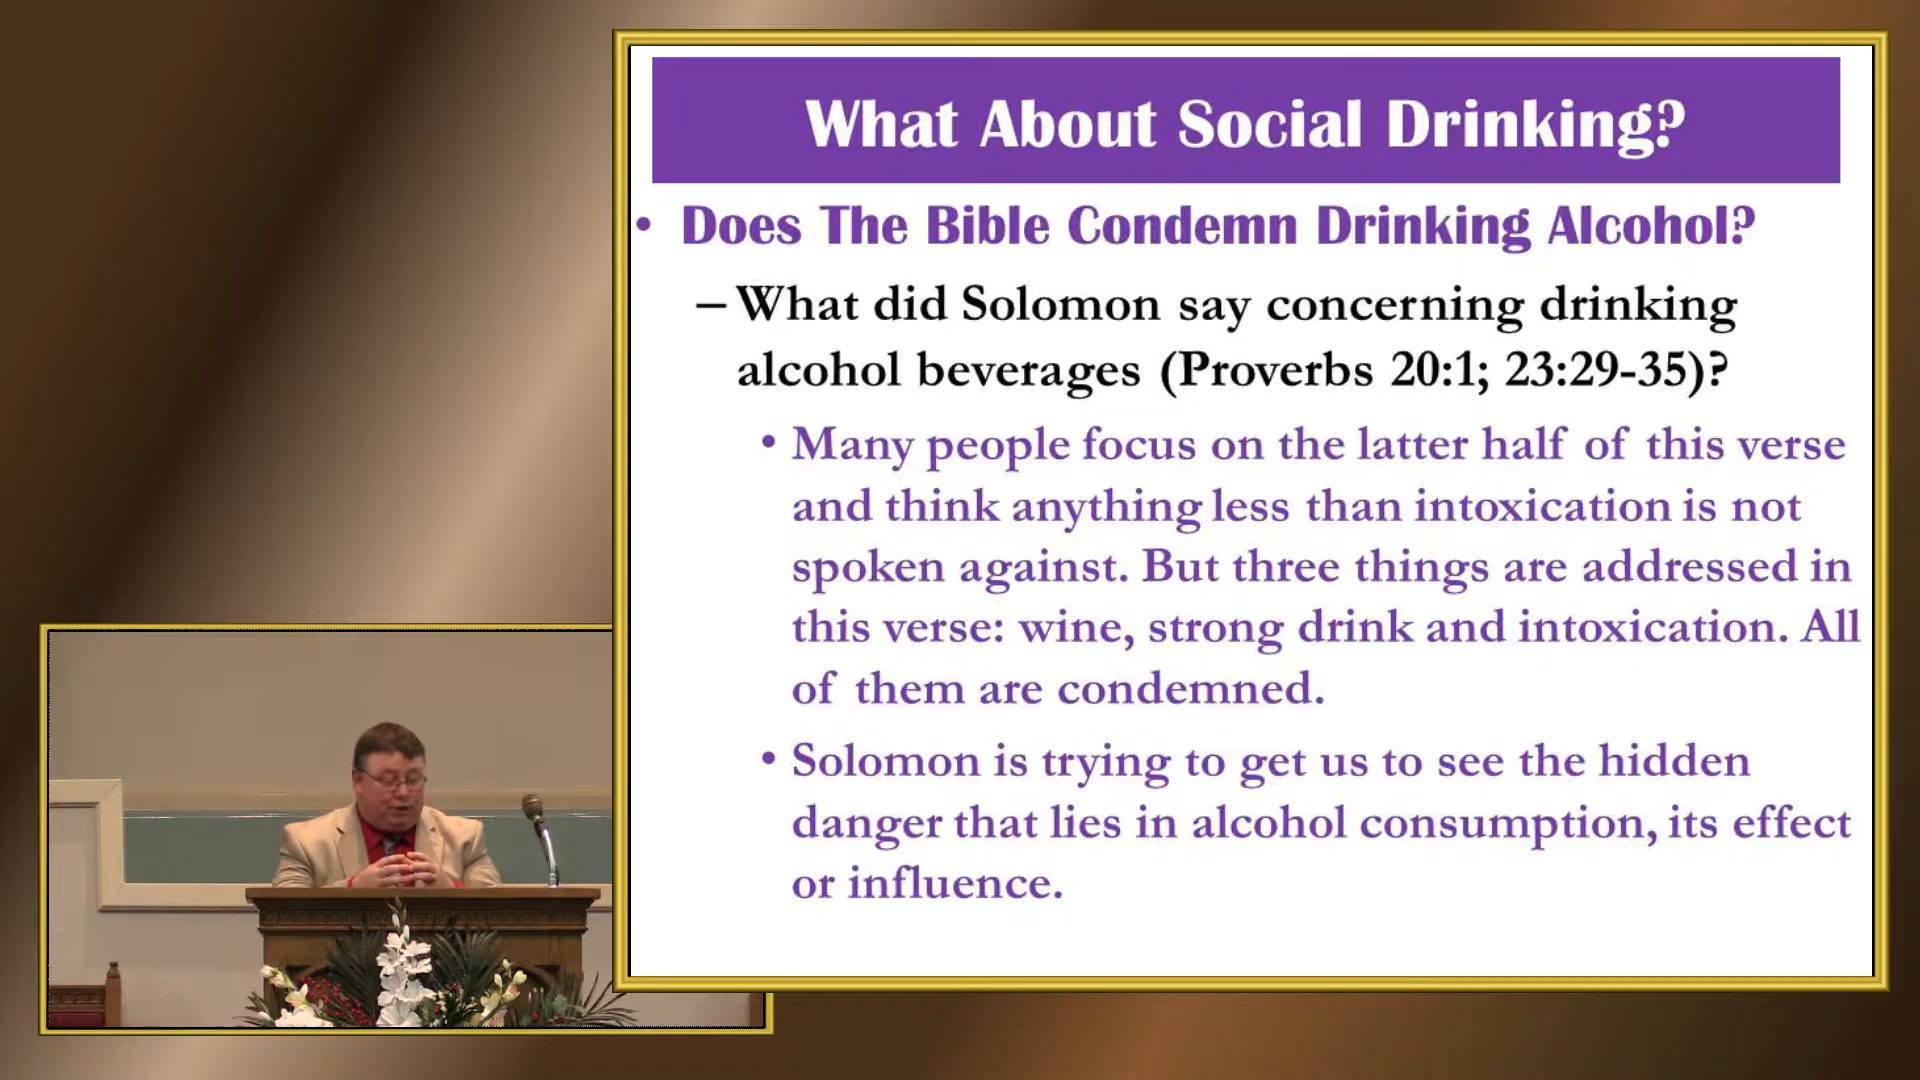 What About Social Drinking?
• Does The Bible Condemn Drinking Alcohol?
– What did Solomon say concerning drinking
alcohol beverages (Proverbs 20:1; 23:29-35)?
• Many people focus on the latter half of this verse
and think anything less than intoxication is not
spoken against. But three things are addressed in
this verse: wine, strong drink and intoxication. All
of them are condemned.
• Solomon is trying to get us to see the hidden
danger that lies in alcohol consumption, its effect
or influence.